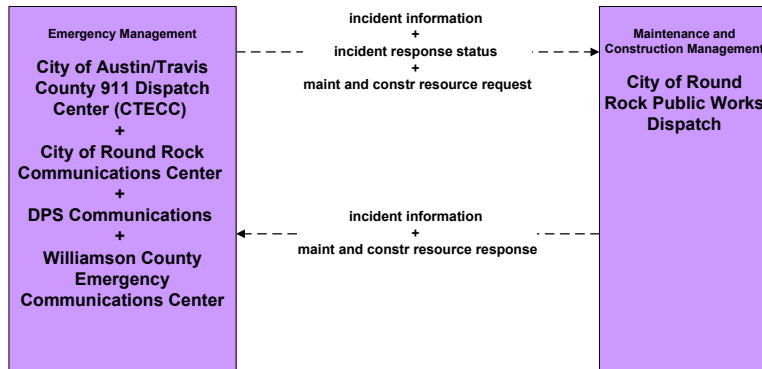 Emergency Management
City of Austin/Travis
County 911 Dispatch
Center (CTECC)
+
City of Round Rock
Communications Center
+
DPS Communications
+
Williamson County
Emergency
Communications Center
incident information
+
incident response status
+
maint and constr resource request
incident information
+
maint and constr resource response
Maintenance and
Construction Management
City of Round
Rock Public Works
Dispatch